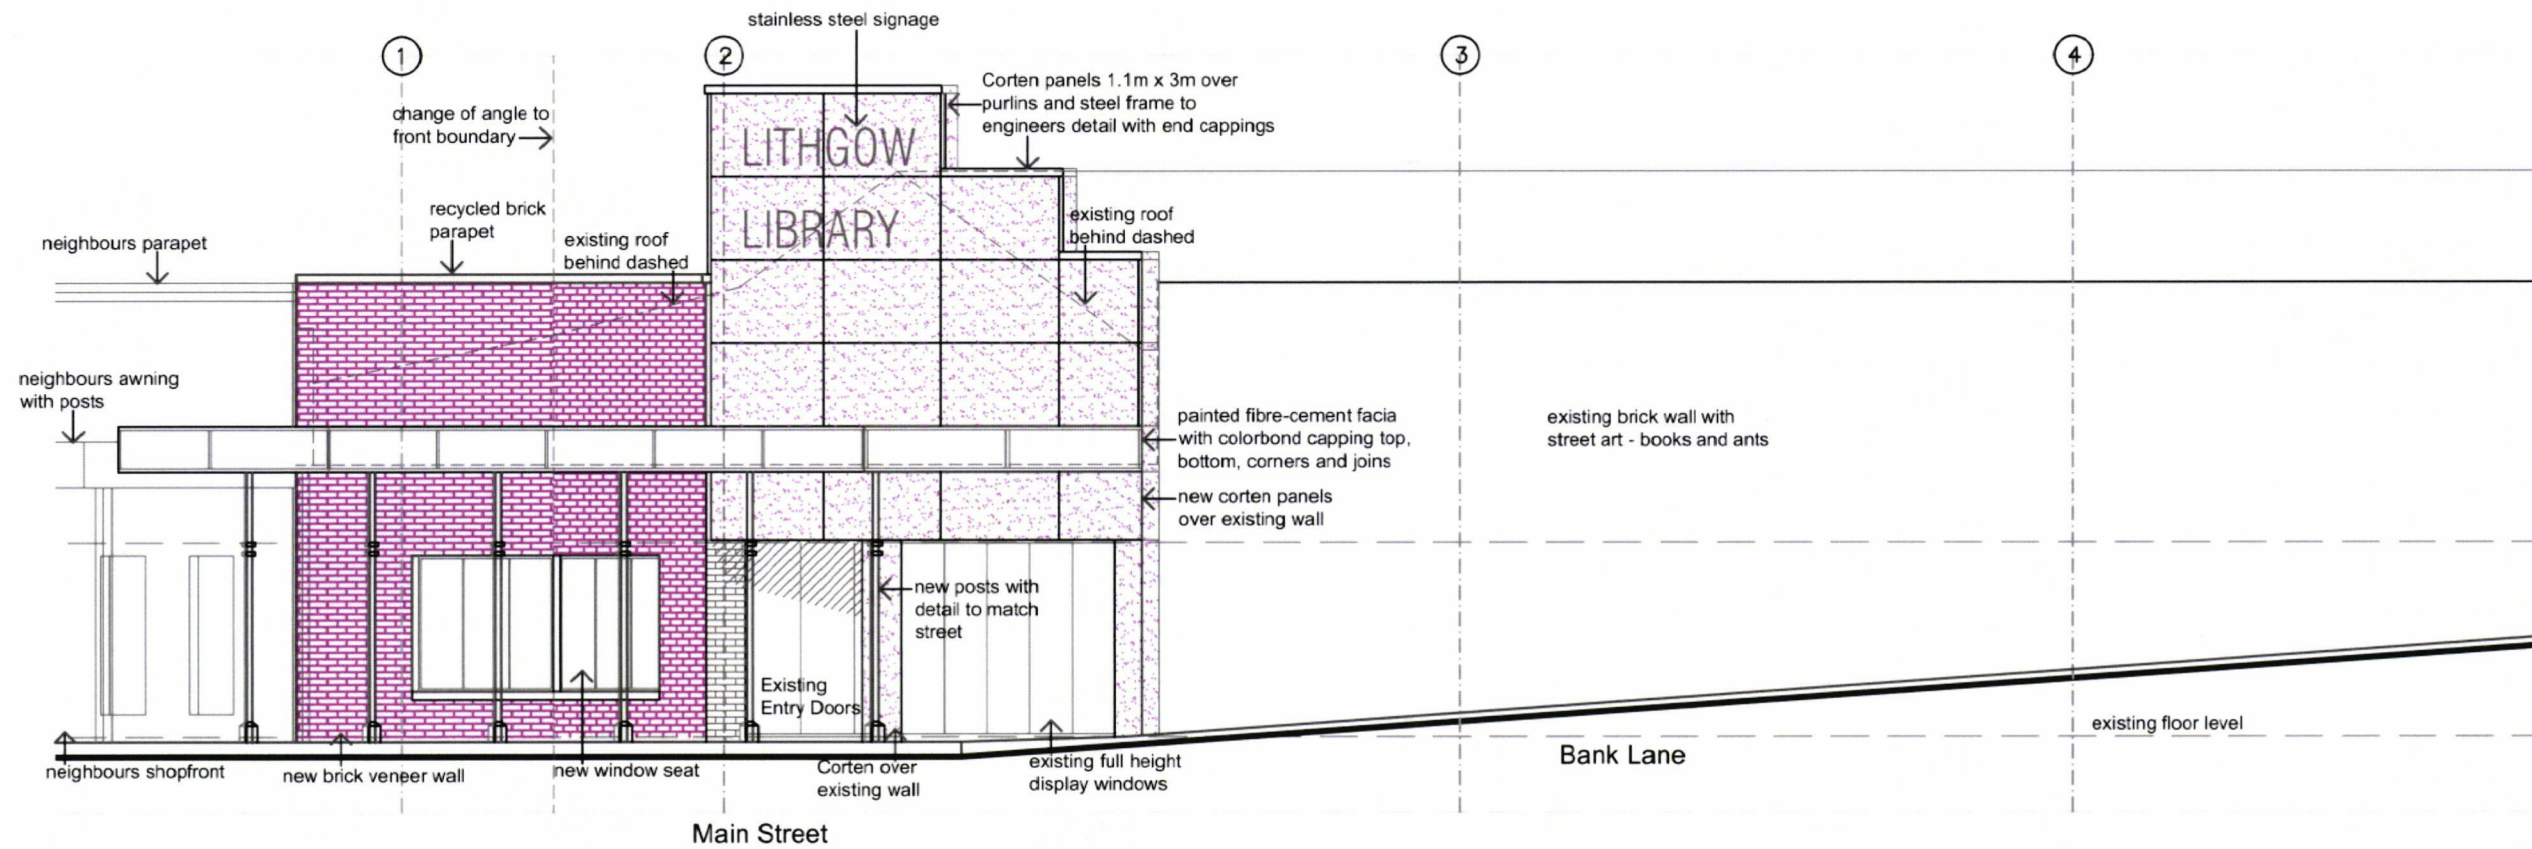 stainless steel signage
1
2
3
4
change of angle to
front boundary
Corten panels 1.1m x 3m over
purlins and steel frame to
engineers detail with end cappings
LITHGOW
LIBRARY
recycled brick
parapet
neighbours parapet
existing roof
behind dashed
existing roof
behind dashed
neighbours awning
with posts
painted fibre-cement facia
with colorbond capping top,
bottom, corners and joins
existing brick wall with
street art - books and ants
new corten panels
over existing wall
new posts with
detail to match
street
Existing
Entry Doors
existing floor level
neighbours shopfront
new brick veneer wall
new window seat
Corten over
existing wall
existing full height
display windows
Bank Lane
Main Street